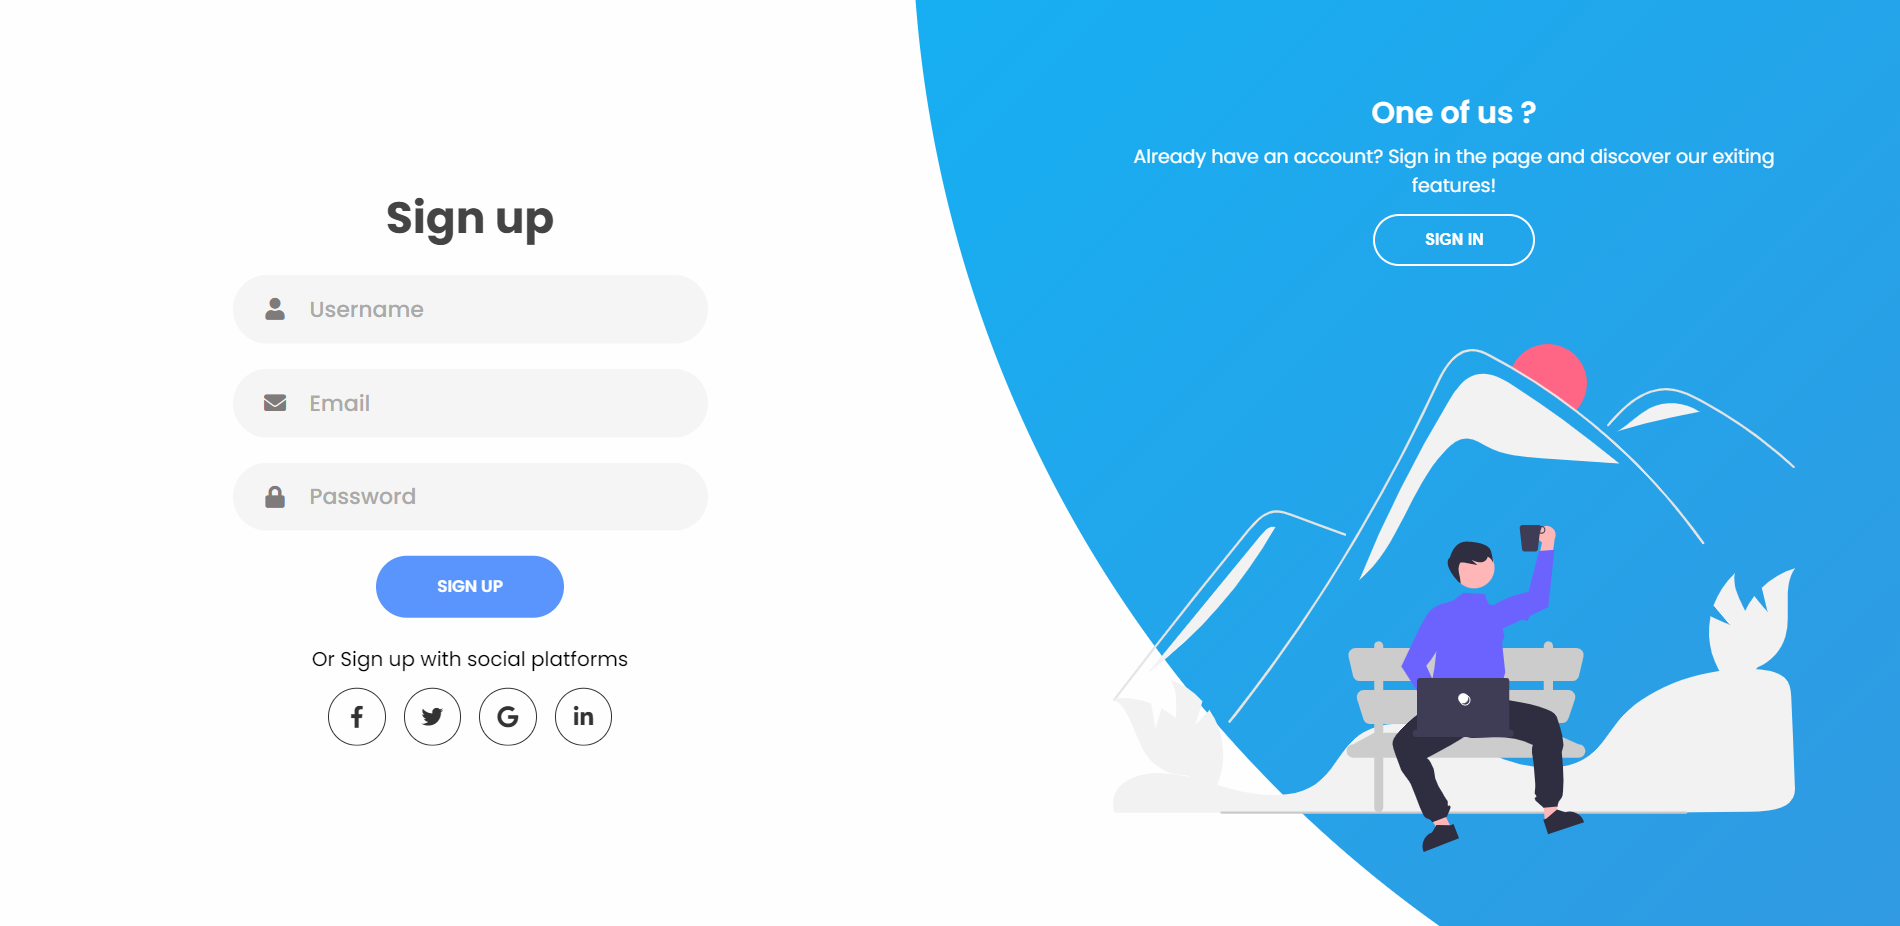 Sign up
Username
Email
Password
SIGN UP
Or Sign up with social platforms
One of us ?
Already have an account? Sign in the page and discover our exiting
features!
SIGN IN